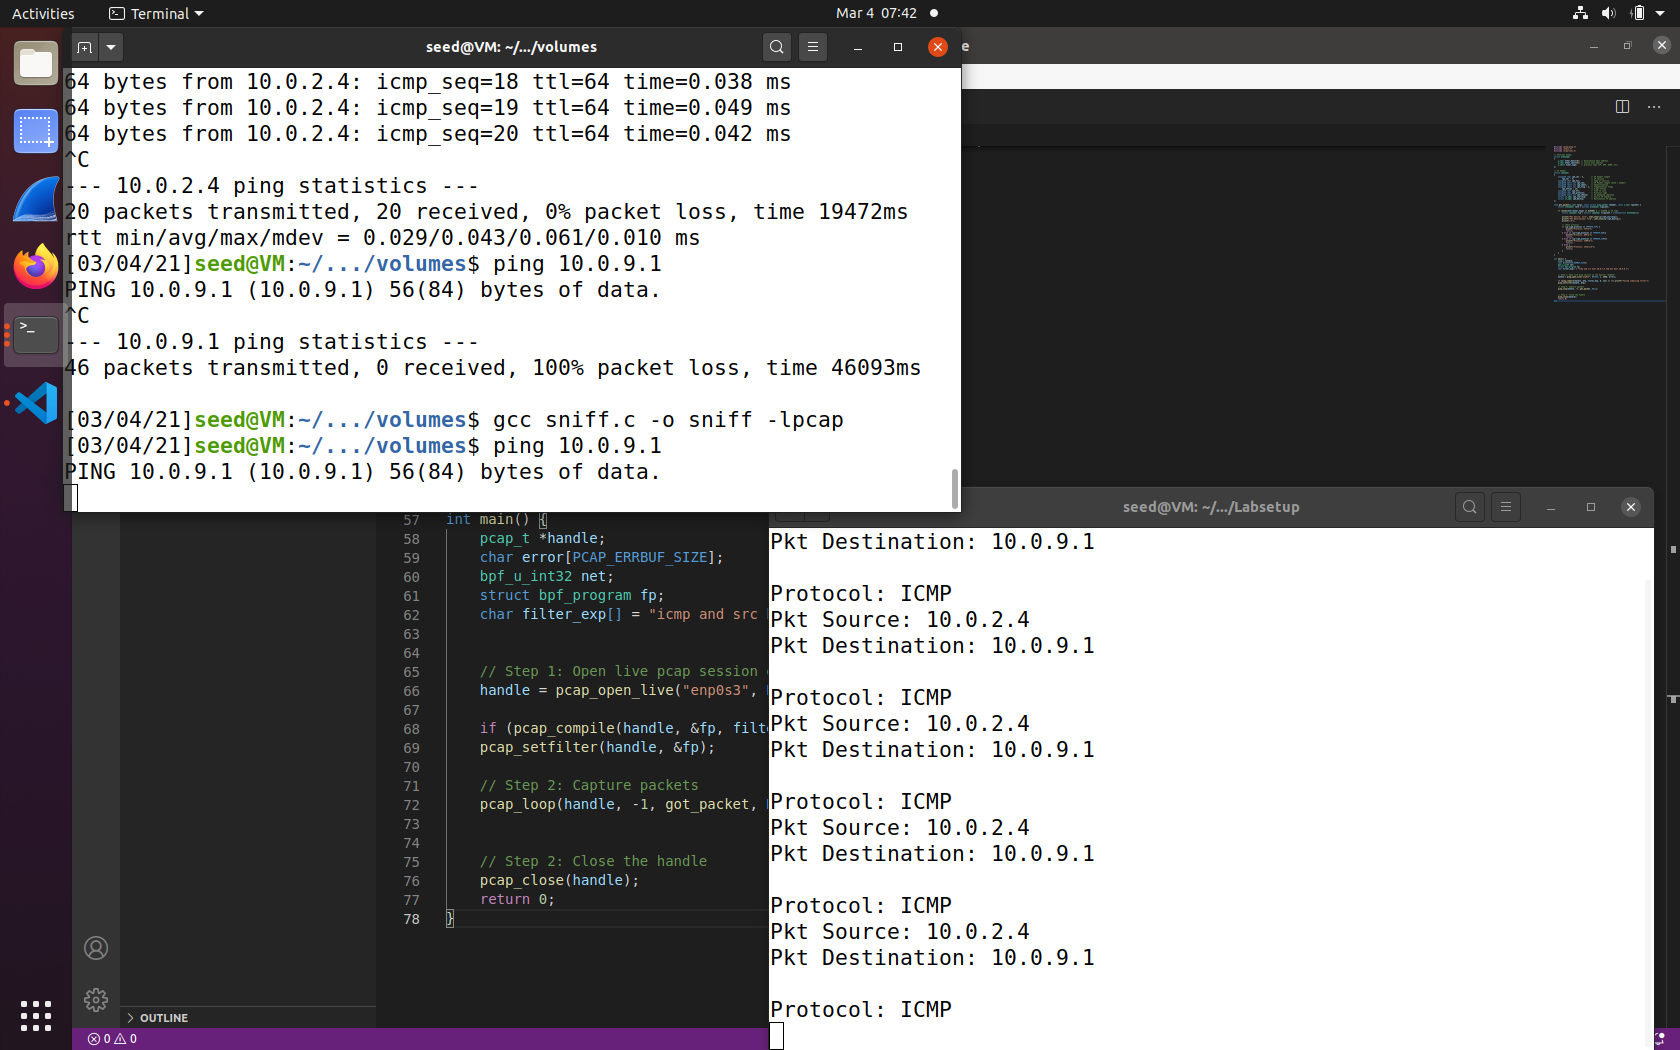 Activities
Terminal
Mar 4 07:42
seed@VM: ~/.../volumes
e
64 bytes from 10.0.2.4: icmp_seq=18 ttl=64 time=0.038 ms
64 bytes from 10.0.2.4: icmp_seq=19 ttl=64 time=0.049 ms
64 bytes from 10.0.2.4: icmp_seq=20 ttl=64 time=0.042 ms
^C
--- 10.0.2.4 ping statistics ---
20 packets transmitted, 20 received, 0% packet loss, time 19472ms
rtt min/avg/max/mdev = 0.029/0.043/0.061/0.010 ms
[03/04/21]seed@VM:~/.../volumes$ ping 10.0.9.1
PING 10.0.9.1 (10.0.9.1) 56(84) bytes of data.
^C
--- 10.0.9.1 ping statistics ---
46 packets transmitted, 0 received, 100% packet loss, time 46093ms
[03/04/21]seed@VM:~/.../volumes$ gcc sniff.c -o sniff -lpcap
[03/04/21]seed@VM:~/.../volumes$ ping 10.0.9.1
PING 10.0.9.1 (10.0.9.1) 56(84) bytes of data.
57 int main() {
58 pcap_t *handle;
59 char error[PCAP_ERRBUF_SIZE];
60 bpf_u_int32 net;
61 struct bpf_program fp;
62 char filter_exp[] = "icmp and src
63
64
65 // Step 1: Open live pcap session
66 handle = pcap_open_live("enp0s3",
67
68 if (pcap_compile(handle, &fp, filt
69 pcap_setfilter(handle, &fp);
70
71 // Step 2: Capture packets
72 pcap_loop(handle, -1, got_packet,
73
74
75 // Step 2: Close the handle
76 pcap_close(handle);
77 return 0;
78 }
OUTLINE
0 0
seed@VM: ~/.../Labsetup
Pkt Destination: 10.0.9.1
Protocol: ICMP
Pkt Source: 10.0.2.4
Pkt Destination: 10.0.9.1
Protocol: ICMP
Pkt Source: 10.0.2.4
Pkt Destination: 10.0.9.1
Protocol: ICMP
Pkt Source: 10.0.2.4
Pkt Destination: 10.0.9.1
Protocol: ICMP
Pkt Source: 10.0.2.4
Pkt Destination: 10.0.9.1
Protocol: ICMP